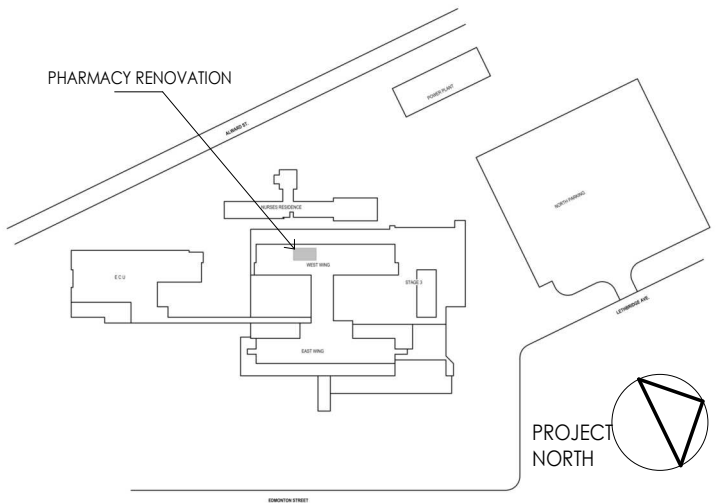 PHARMACY RENOVATION
POWER PLANT
ALWARD ST.
NURSES RESIDENCE
NORTH PARKING
WEST WING
E C U
STAGE 3
LETHBRIDGE AVE.
EAST WING
PROJECT
NORTH
EDMONTON STREET